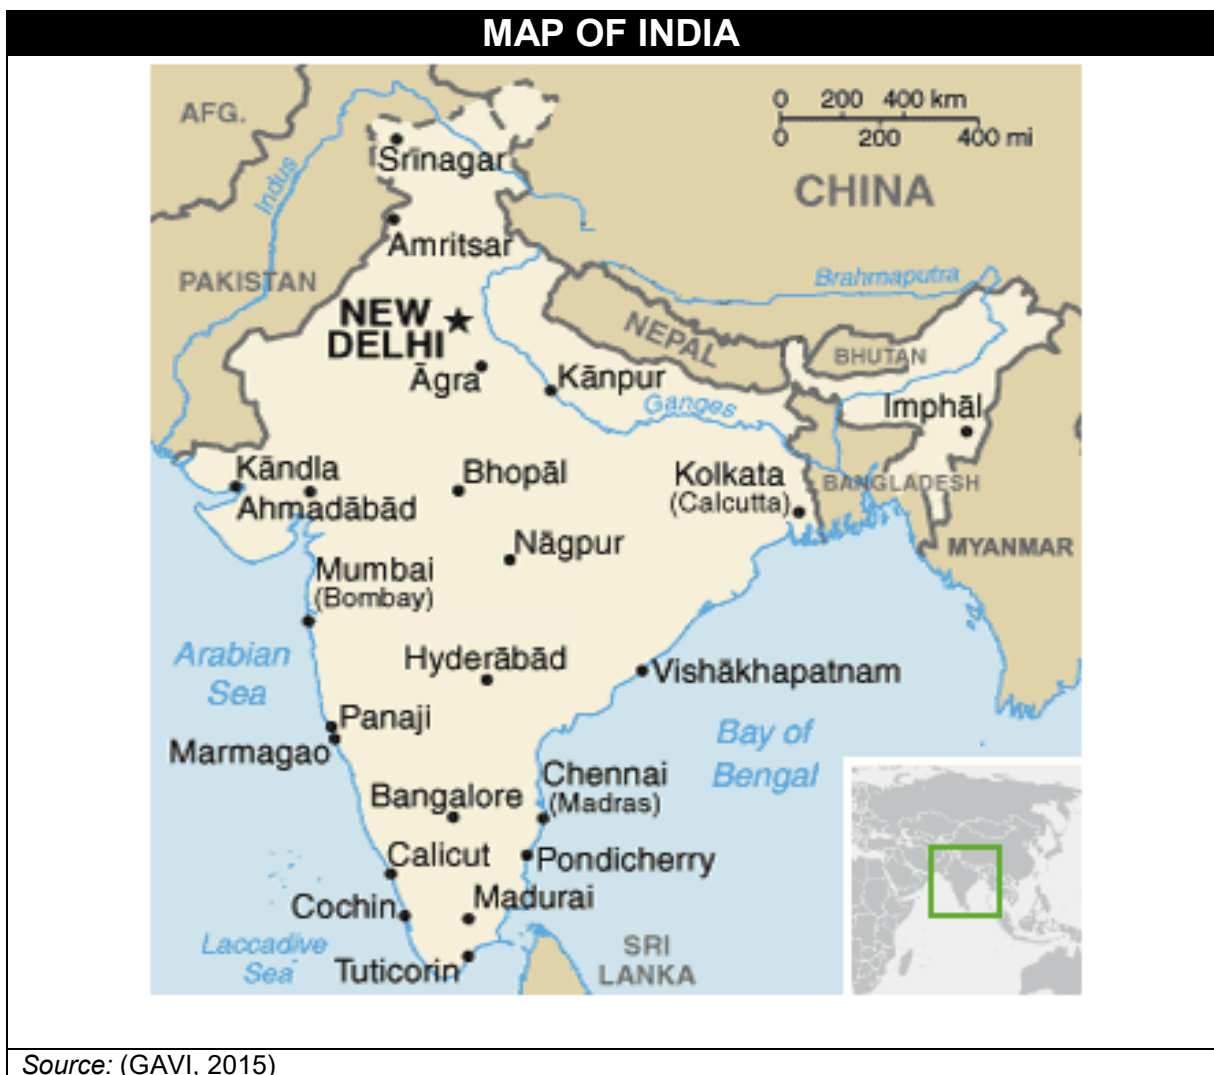 MAP OF INDIA
AFG.
0 200 400 km
0 200 400 mi
Srīnagar
Indus
CHINA
Amritsar
PAKISTAN
Brahmaputra
NEW
DELHI
NEPAL
BHUTAN
Āgra
Kānpur
Ganges
Imphāl
Kāndla
Bhopāl
Kolkata
(Calcutta)
BANGLADESH
Ahmadābād
Nāgpur
MYANMAR
Mumbai
(Bombay)
Arabian
Sea
Hyderābād
Vishākhapatnam
Panaji
Marmagao
Bay of
Bengal
Chennai
(Madras)
Bangalore
Calicut
Pondicherry
Madurai
Cochin
Laccadive
Sea
Tuticorin
SRI
LANKA
Source: (GAVI, 2015)